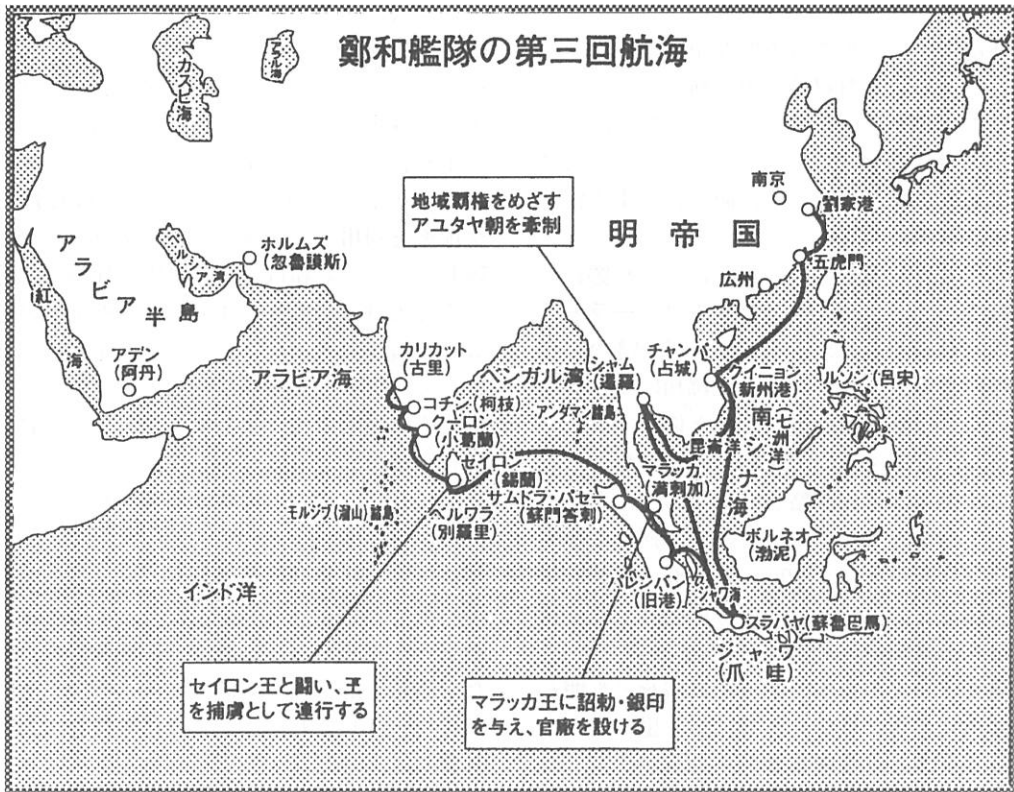 鄭和艦隊の第三回航海
カスピ海
アラル海
地域覇権をめざす
アユタヤ朝を牽制
南京
劉家港
明帝国
五虎門
広州
ホルムズ
(忽魯謨斯)
ペルシア湾
アラビア半島
紅海
アデン
(阿丹)
アラビア海
カリカット
(古里)
コチン(柯枝)
クーロン
(小葛蘭)
セイロン
(錫蘭)
ベルワラ
(別羅里)
モルジブ(溜山)諸島
インド洋
ベンガル湾
アンダマン諸島
シャム
(暹羅)
チャンパ
(占城)
クイニョン
(新州港)
ルソン(呂宋)
南シナ海
(七洲洋)
崑崙洋
マラッカ
(満剌加)
サムドラ・パセー
(蘇門答剌)
ボルネオ
(渤泥)
パレンバン
(旧港)
ジャワ海
スラバヤ(蘇魯巴馬)
ジャワ
(爪哇)
セイロン王と闘い、王
を捕虜として連行する
マラッカ王に詔勅・銀印
を与え、官廠を設ける